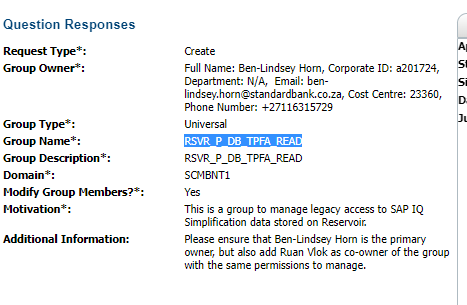 Question Responses
Request Type*: Create
Group Owner*: Full Name: Ben-Lindsey Horn, Corporate ID: a201724,
Department: N/A, Email: ben-
lindsey.horn@standardbank.co.za, Cost Centre: 23360,
Phone Number: +27116315729
Group Type*: Universal
Group Name*: RSVR_P_DB_TPFA_READ
Group Description*: RSVR_P_DB_TPFA_READ
Domain*: SCMBNT1
Modify Group Members?*: Yes
Motivation*: This is a group to manage legacy access to SAP IQ
Simplification data stored on Reservoir.
Additional Information: Please ensure that Ben-Lindsey Horn is the primary
owner, but also add Ruan Vlok as co-owner of the group
with the same permissions to manage.